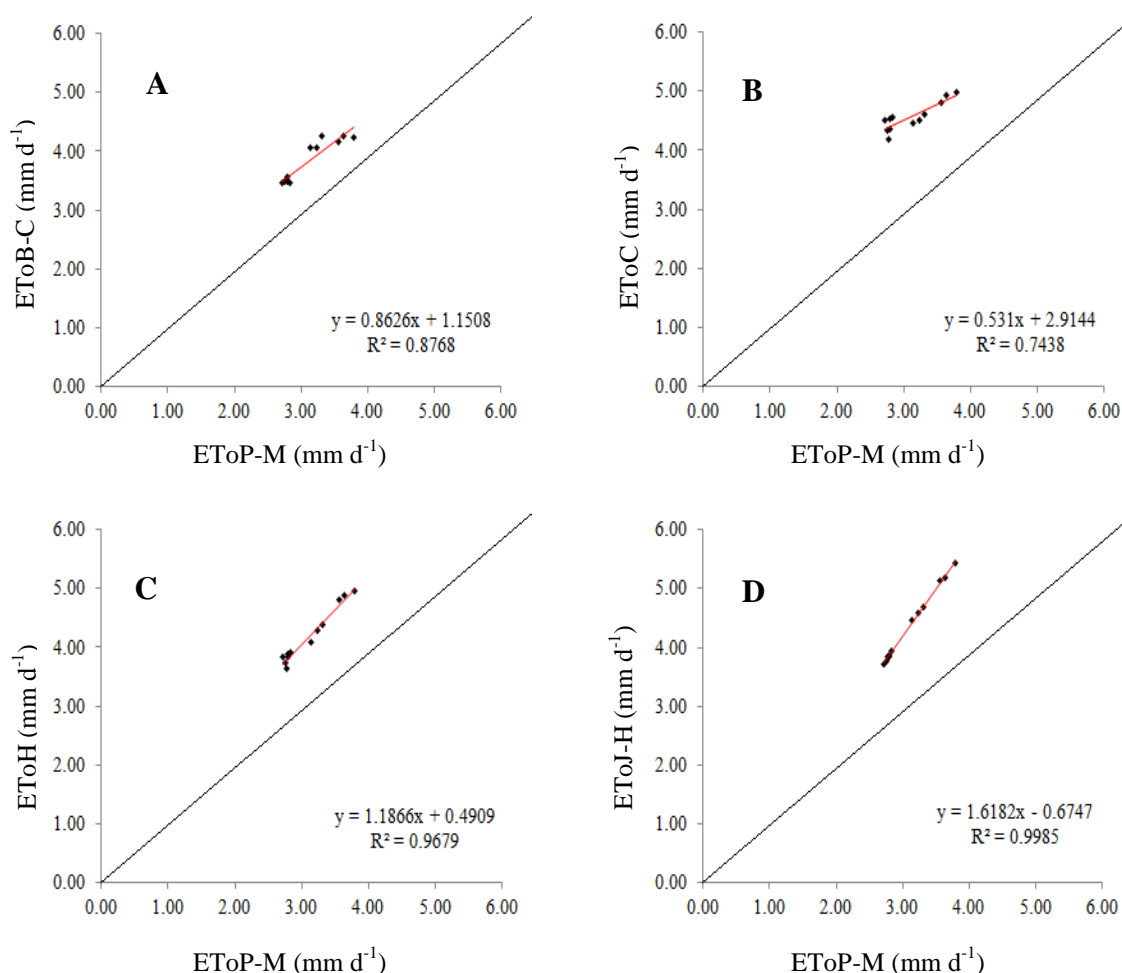 A
EToB-C (mm d⁻¹)
6.00
5.00
4.00
3.00
2.00
1.00
0.00
y = 0.8626x + 1.1508
R² = 0.8768
0.00 1.00 2.00 3.00 4.00 5.00 6.00
EToP-M (mm d⁻¹)
B
EToC (mm d⁻¹)
6.00
5.00
4.00
3.00
2.00
1.00
0.00
y = 0.531x + 2.9144
R² = 0.7438
0.00 1.00 2.00 3.00 4.00 5.00 6.00
EToP-M (mm d⁻¹)
C
EToH (mm d⁻¹)
6.00
5.00
4.00
3.00
2.00
1.00
0.00
y = 1.1866x + 0.4909
R² = 0.9679
0.00 1.00 2.00 3.00 4.00 5.00 6.00
EToP-M (mm d⁻¹)
D
EToJ-H (mm d⁻¹)
6.00
5.00
4.00
3.00
2.00
1.00
0.00
y = 1.6182x - 0.6747
R² = 0.9985
0.00 1.00 2.00 3.00 4.00 5.00 6.00
EToP-M (mm d⁻¹)